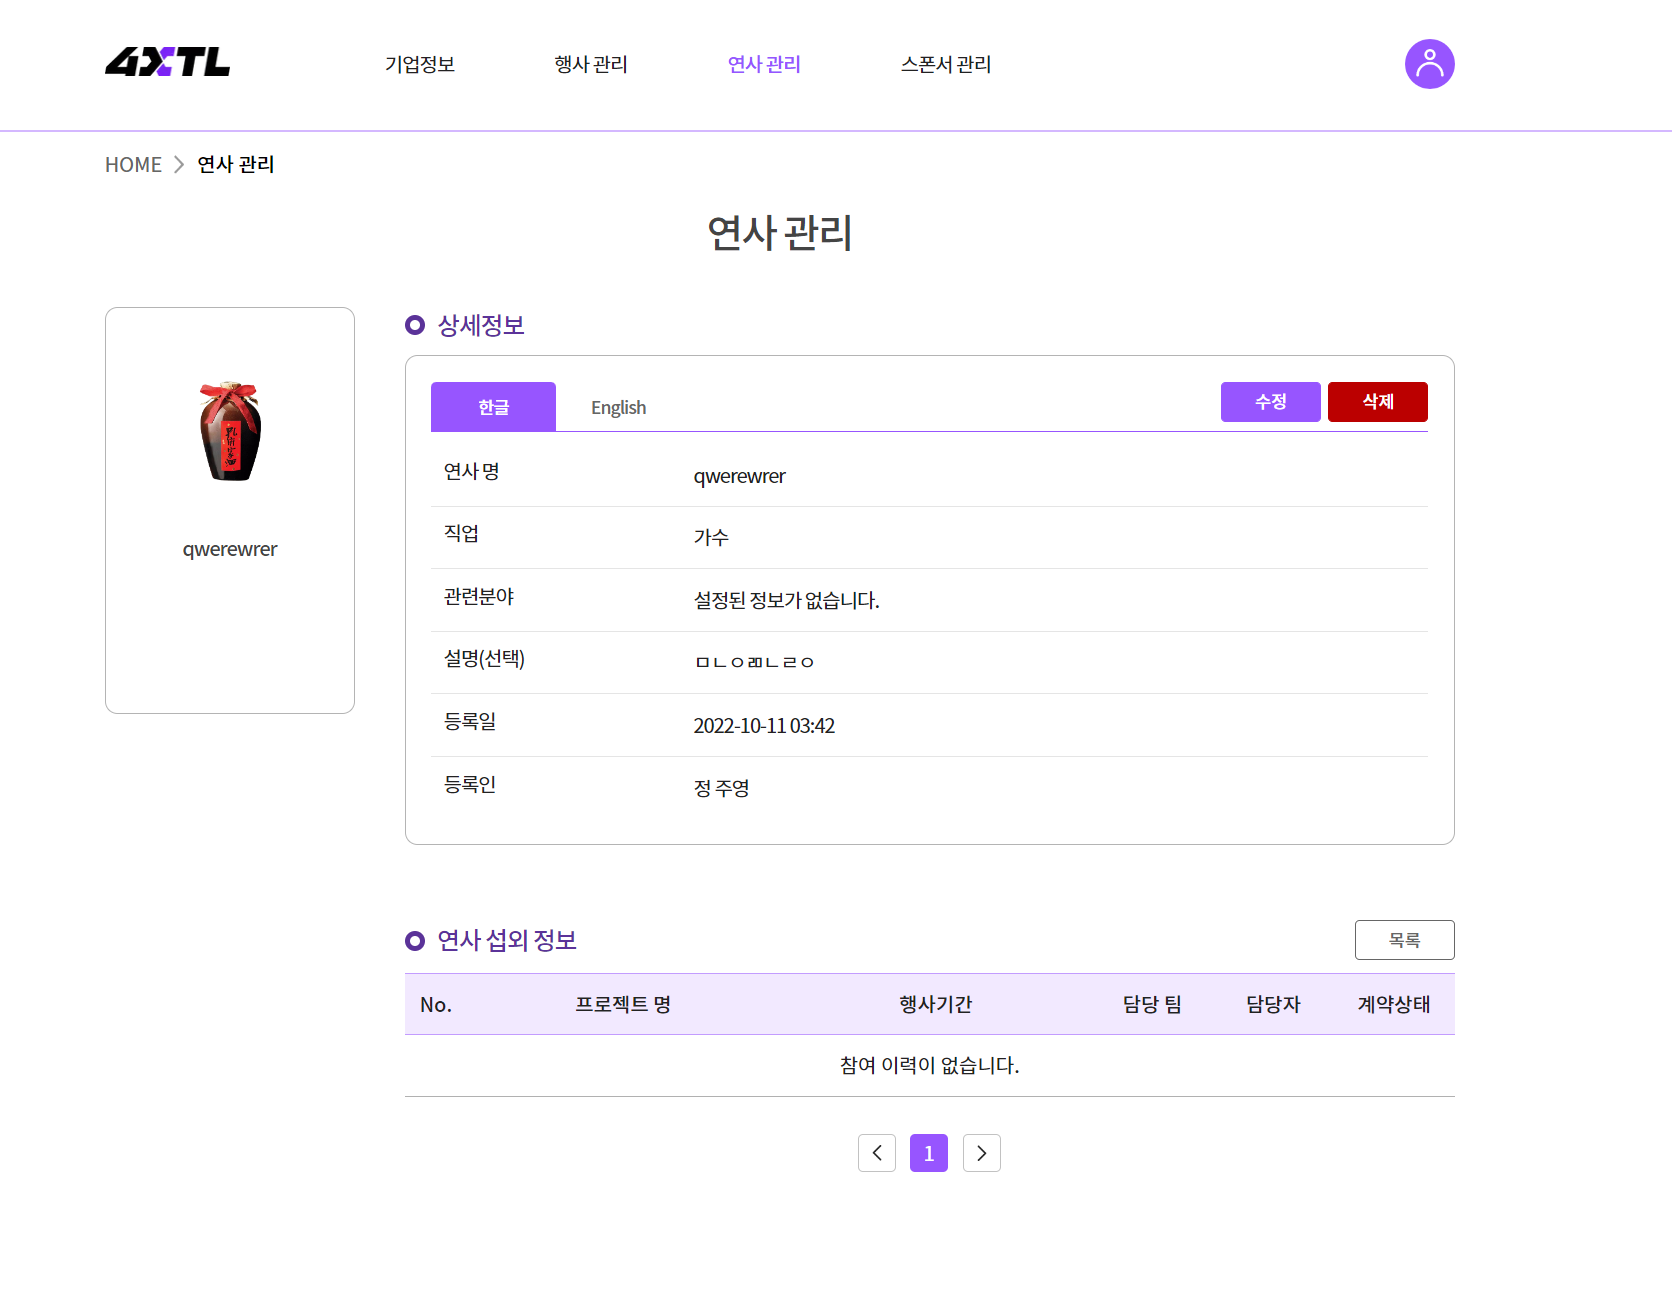 4XTL
기업정보
행사 관리
연사 관리
스폰서 관리
HOME
연사 관리
연사 관리
qwerewrer
상세정보
한글
English
수정
삭제
연사 명
qwerewrer
직업
가수
관련분야
설정된 정보가 없습니다.
설명(선택)
등록일
2022-10-11 03:42
등록인
정 주영
연사 섭외 정보
목록
No.
프로젝트 명
행사기간
담당 팀
담당자
계약상태
참여 이력이 없습니다.
1